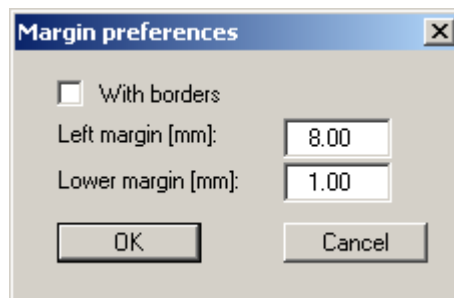 Margin preferences
With borders
Left margin [mm]: 8.00
Lower margin [mm]: 1.00
OK Cancel